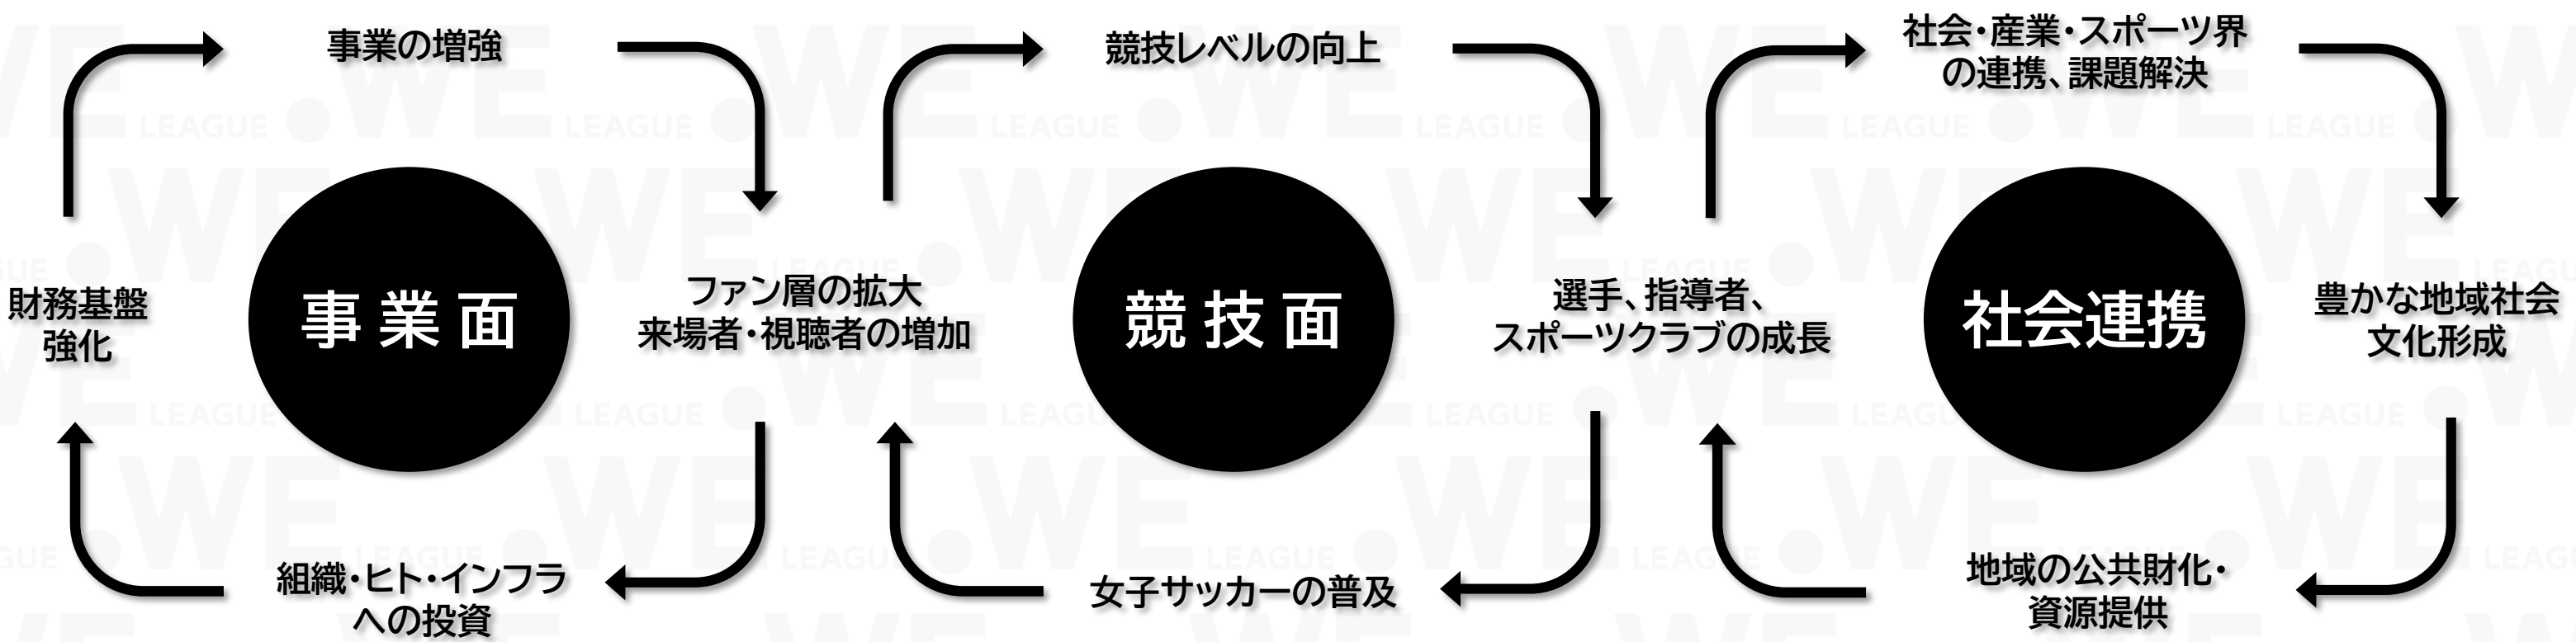 事業の増強
財務基盤
強化
事業面
ファン層の拡大
来場者・視聴者の増加
組織・ヒト・インフラ
への投資
競技レベルの向上
競技面
選手、指導者、
スポーツクラブの成長
女子サッカーの普及
社会・産業・スポーツ界
の連携、課題解決
社会連携
豊かな地域社会
文化形成
地域の公共財化・
資源提供
WE LEAGUE